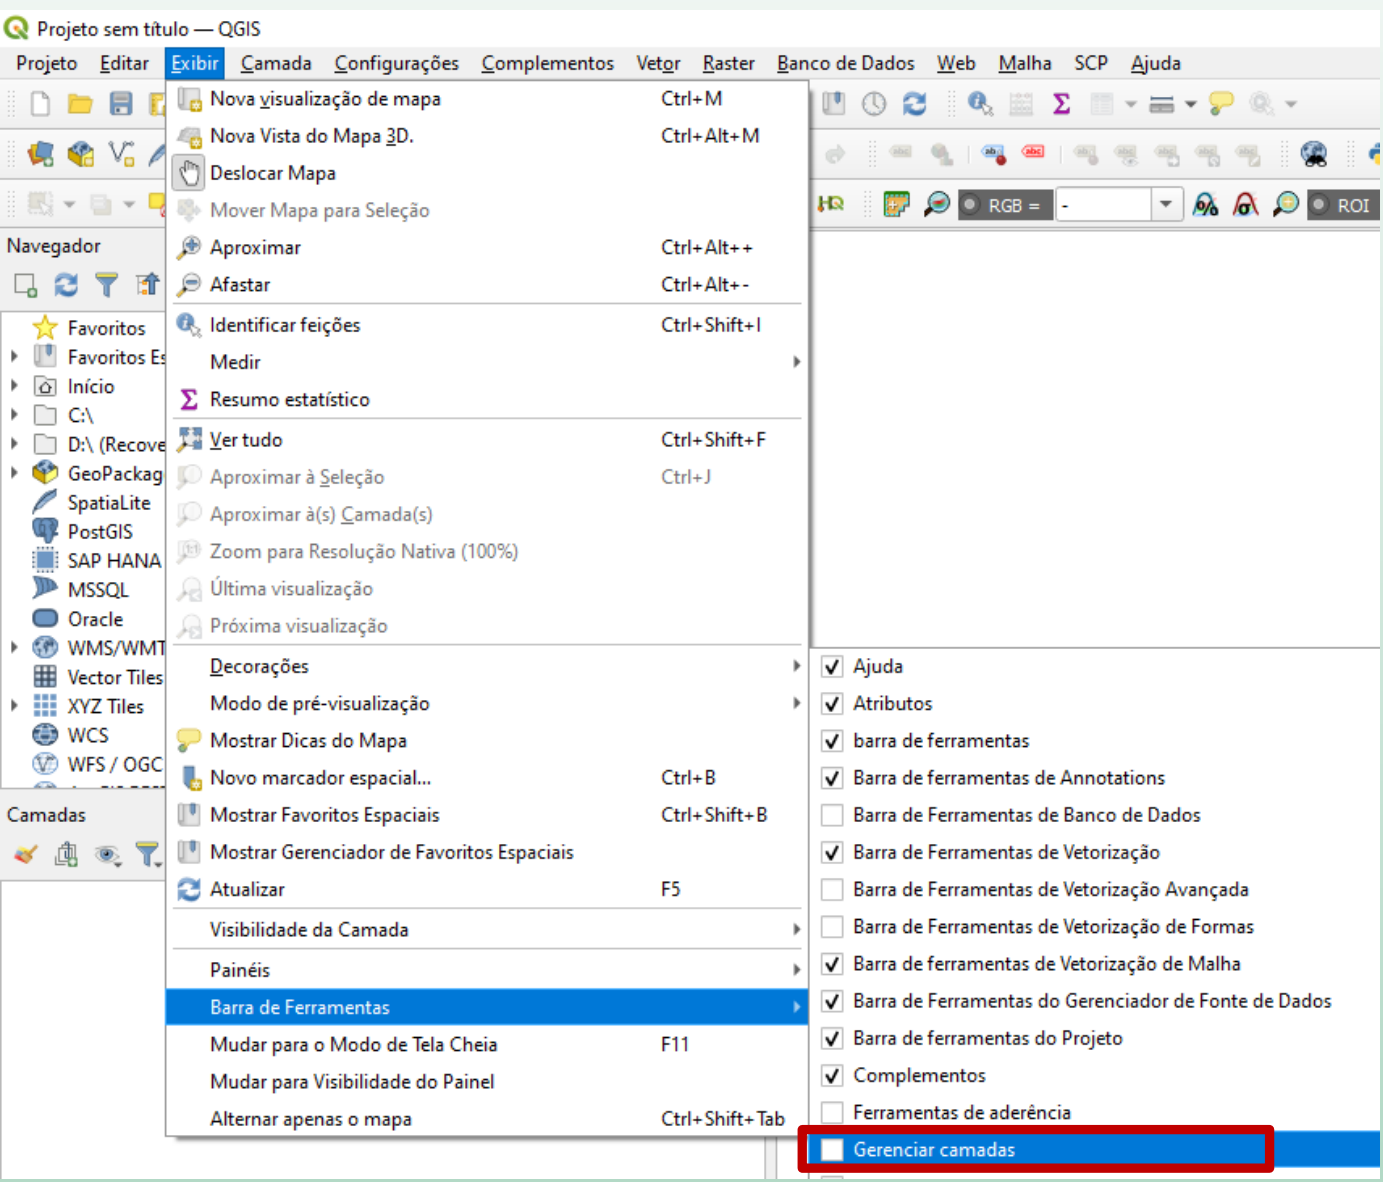 Projeto sem título — QGIS
Projeto Editar Exibir Camada Configurações Complementos Vetor Raster Banco de Dados Web Malha SCP Ajuda
Nova visualização de mapa Ctrl+M
Nova Vista do Mapa 3D. Ctrl+Alt+M
Deslocar Mapa
Mover Mapa para Seleção
RGB = - ROI
Navegador
Aproximar Ctrl+Alt++
Afastar Ctrl+Alt+-
Favoritos
Identificar feições Ctrl+Shift+I
Favoritos Es
Medir
Início
Resumo estatístico
C:\
D:\ (Recove
Ver tudo Ctrl+Shift+F
GeoPackag
Aproximar à Seleção Ctrl+J
SpatiaLite
Aproximar à(s) Camada(s)
PostGIS
Zoom para Resolução Nativa (100%)
SAP HANA
MSSQL
Última visualização
Oracle
Próxima visualização
WMS/WMT
Vector Tiles
Decorações
XYZ Tiles
Modo de pré-visualização
WCS
Mostrar Dicas do Mapa
WFS / OGC
Novo marcador espacial... Ctrl+B
Camadas
Mostrar Favoritos Espaciais Ctrl+Shift+B
Mostrar Gerenciador de Favoritos Espaciais
Atualizar F5
Visibilidade da Camada
Painéis
Barra de Ferramentas
Mudar para o Modo de Tela Cheia F11
Mudar para Visibilidade do Painel
Alternar apenas o mapa Ctrl+Shift+Tab
Ajuda
Atributos
barra de ferramentas
Barra de ferramentas de Annotations
Barra de Ferramentas de Banco de Dados
Barra de Ferramentas de Vetorização
Barra de Ferramentas de Vetorização Avançada
Barra de Ferramentas de Vetorização de Formas
Barra de ferramentas de Vetorização de Malha
Barra de Ferramentas do Gerenciador de Fonte de Dados
Barra de ferramentas do Projeto
Complementos
Ferramentas de aderência
Gerenciar camadas